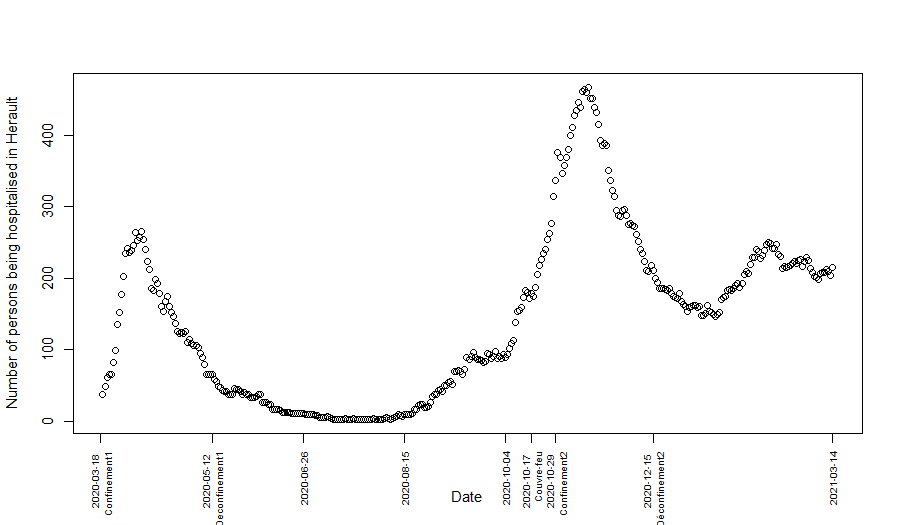 Number of persons being hospitalised in Herault
400
300
200
100
0
2020-03-18
Confinement1
2020-05-12
Deconfinement1
2020-06-26
2020-08-15
2020-10-04
2020-10-17
Couvre-feu
2020-10-29
Confinement2
2020-12-15
Déconfinement2
2021-03-14
Date